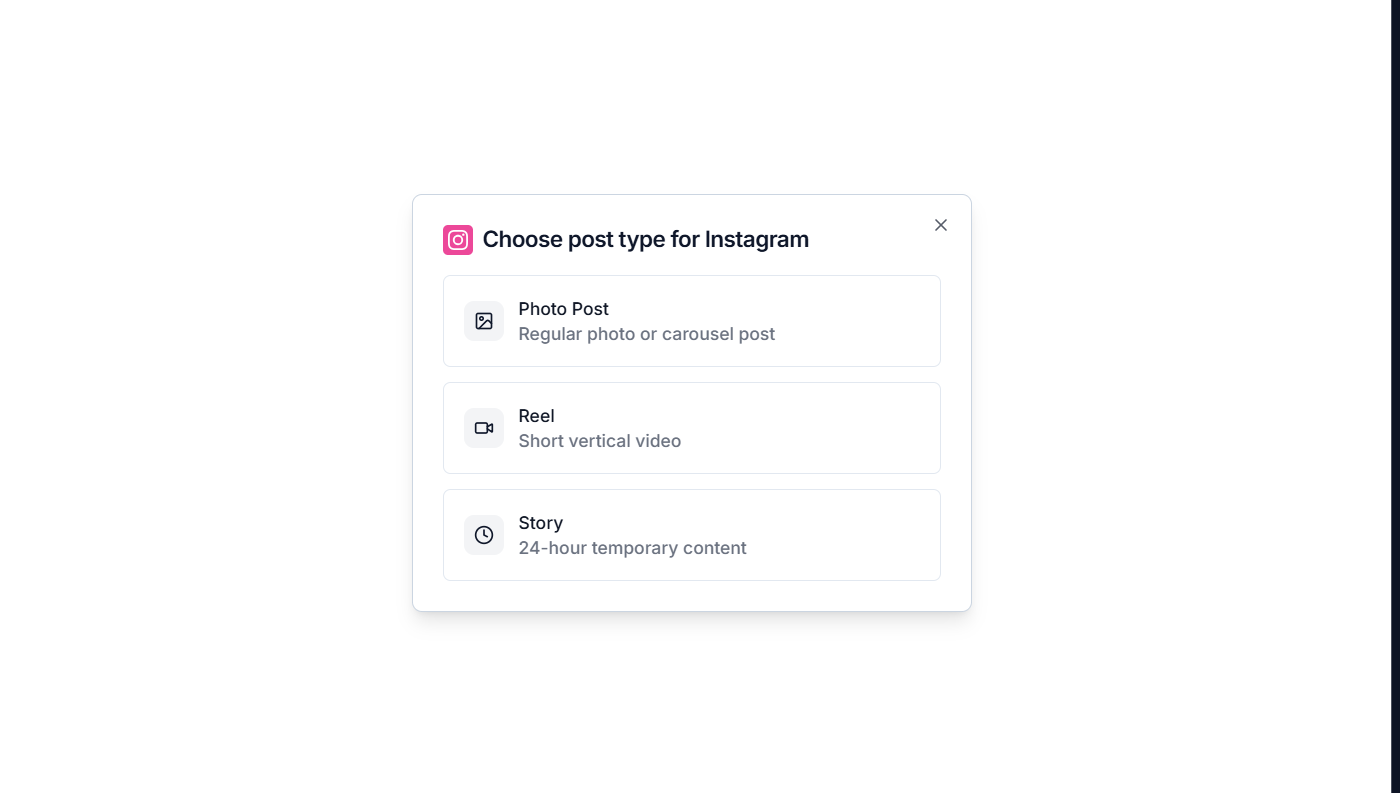 Choose post type for Instagram
Photo Post
Regular photo or carousel post
Reel
Short vertical video
Story
24-hour temporary content